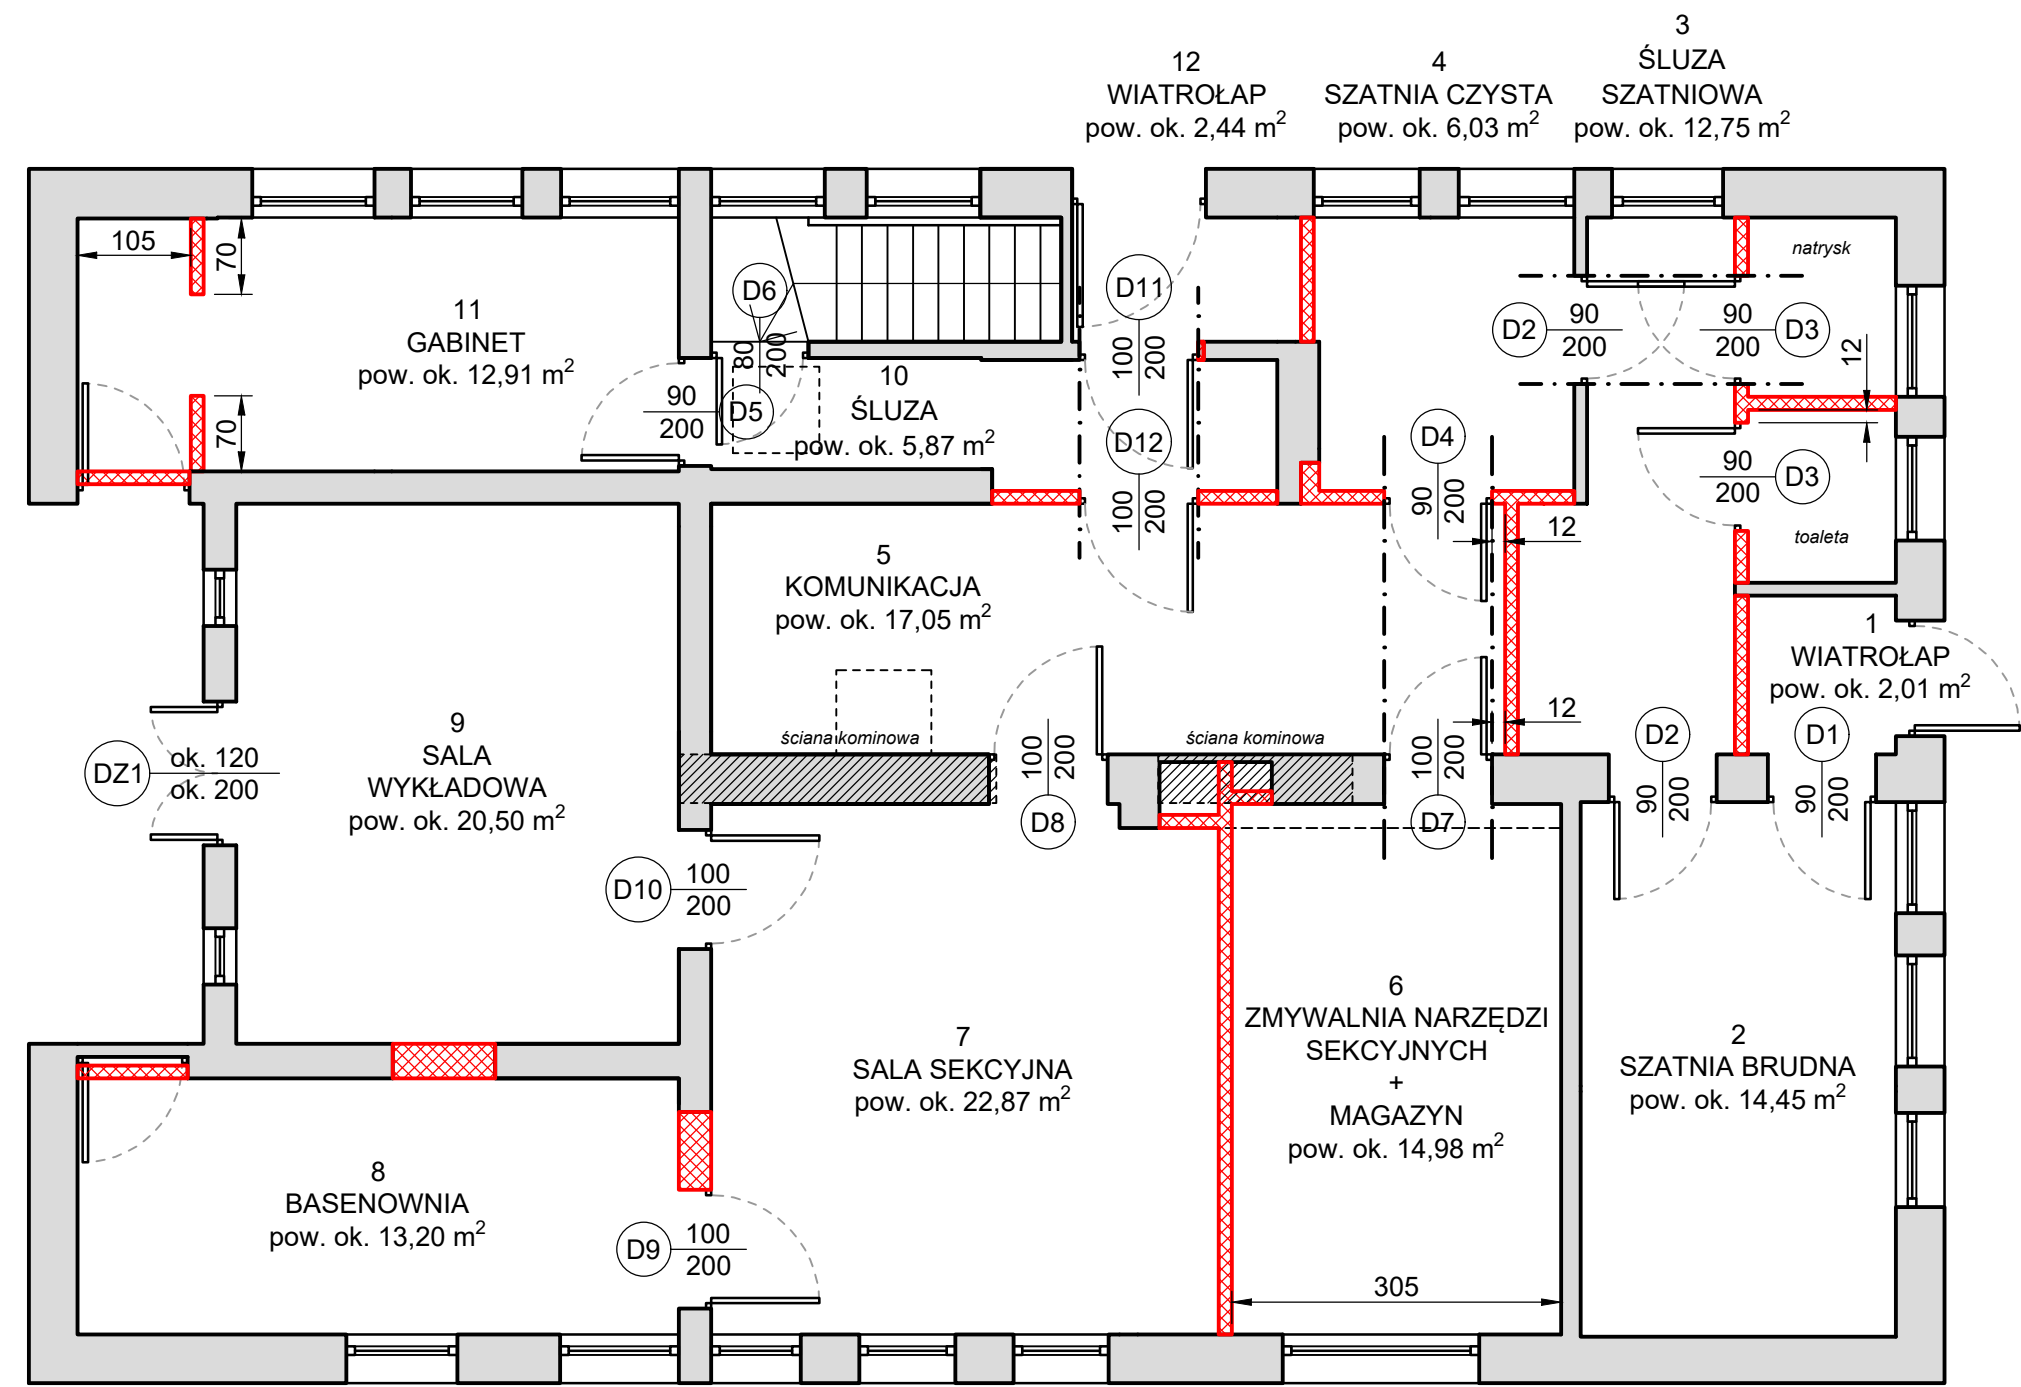 3
ŚLUZA
SZATNIOWA
pow. ok. 12,75 m²
12
WIATROŁAP
pow. ok. 2,44 m²
4
SZATNIA CZYSTA
pow. ok. 6,03 m²
105
70
natrysk
D6
80
200
D11
100
200
D2
90
200
90
200
D3
12
11
GABINET
pow. ok. 12,91 m²
10
ŚLUZA
pow. ok. 5,87 m²
90
200
D5
70
D12
100
200
D4
90
200
90
200
D3
12
toaleta
5
KOMUNIKACJA
pow. ok. 17,05 m²
1
WIATROŁAP
pow. ok. 2,01 m²
9
SALA
WYKŁADOWA
pow. ok. 20,50 m²
DZ1
ok. 120
ok. 200
ściana kominowa
100
200
D8
ściana kominowa
100
200
D7
12
D2
90
200
D1
90
200
D10
100
200
6
ZMYWALNIA NARZĘDZI
SEKCYJNYCH
+
MAGAZYN
pow. ok. 14,98 m²
7
SALA SEKCYJNA
pow. ok. 22,87 m²
2
SZATNIA BRUDNA
pow. ok. 14,45 m²
8
BASENOWNIA
pow. ok. 13,20 m²
D9
100
200
305